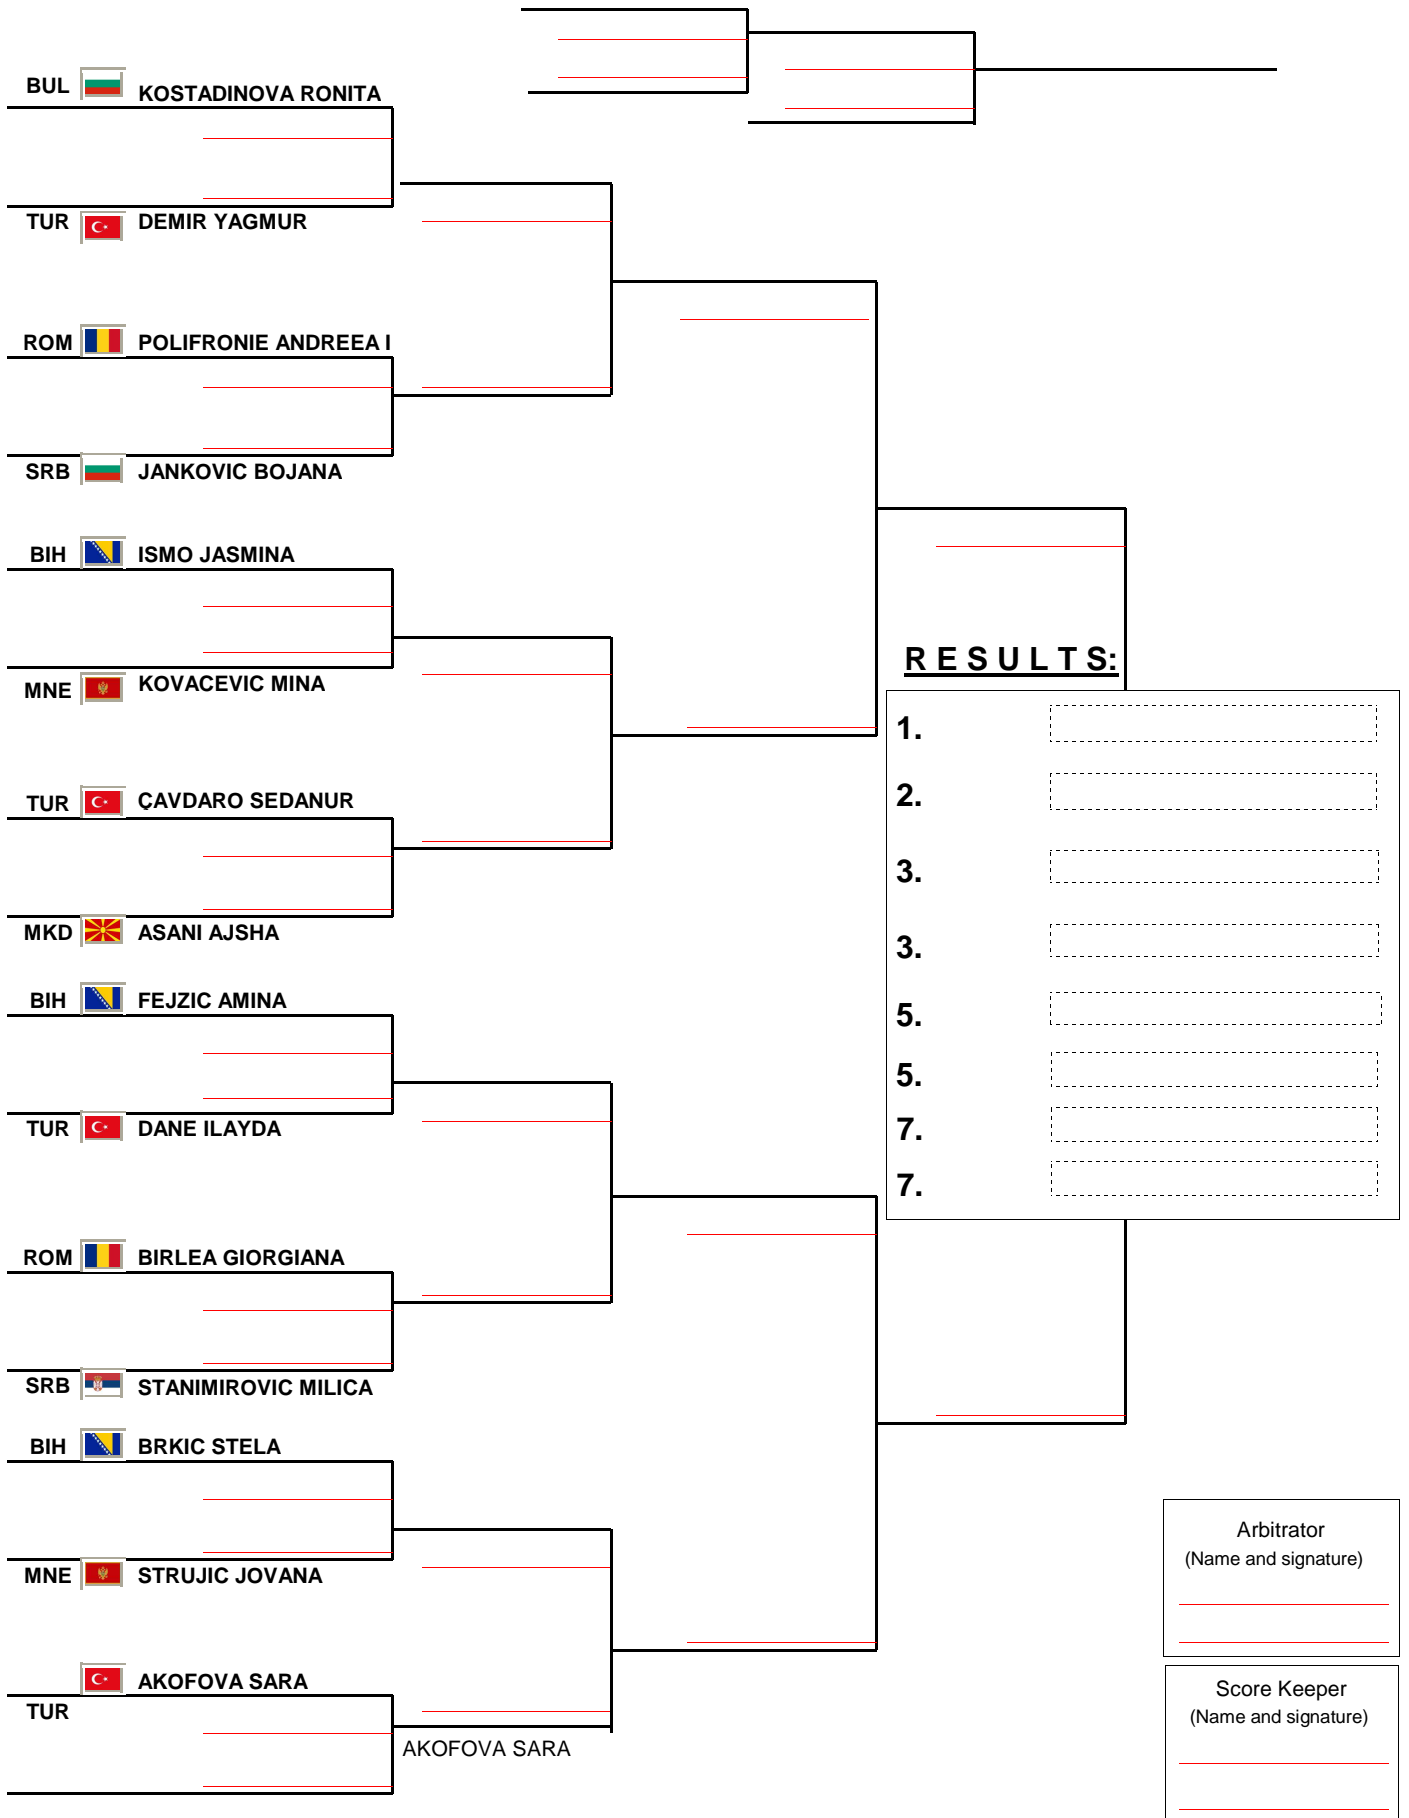 BUL KOSTADINOVA RONITA
TUR DEMIR YAGMUR
ROM POLIFRONIE ANDREEA I
SRB JANKOVIC BOJANA
BIH ISMO JASMINA
R E S U L T S:
MNE KOVACEVIC MINA
1.
2.
TUR ÇAVDARO SEDANUR
3.
MKD ASANI AJSHA
3.
BIH FEJZIC AMINA
5.
5.
TUR DANE ILAYDA
7.
7.
ROM BIRLEA GIORGIANA
SRB STANIMIROVIC MILICA
BIH BRKIC STELA
Arbitrator
(Name and signature)
MNE STRUJIC JOVANA
AKOFOVA SARA
TUR
Score Keeper
(Name and signature)
AKOFOVA SARA